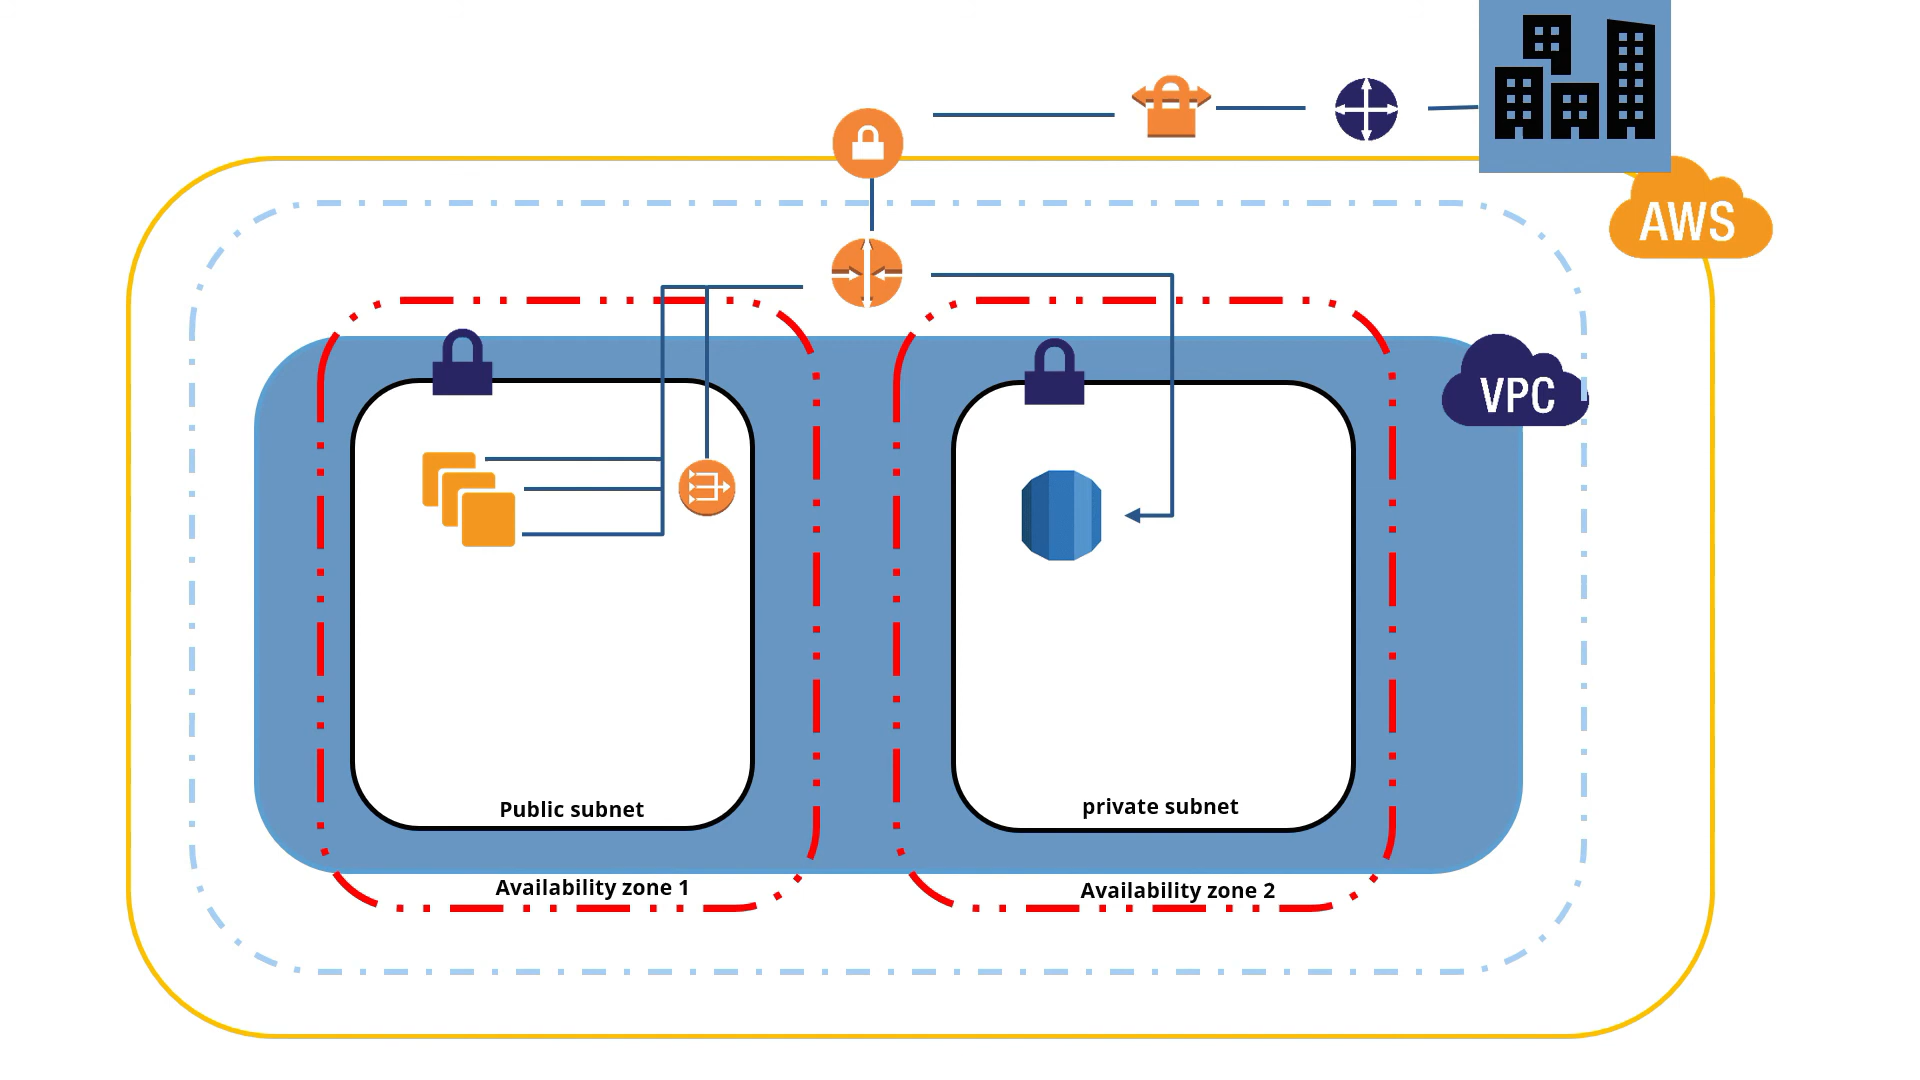 AWS
VPC
Public subnet
private subnet
Availability zone 1
Availability zone 2